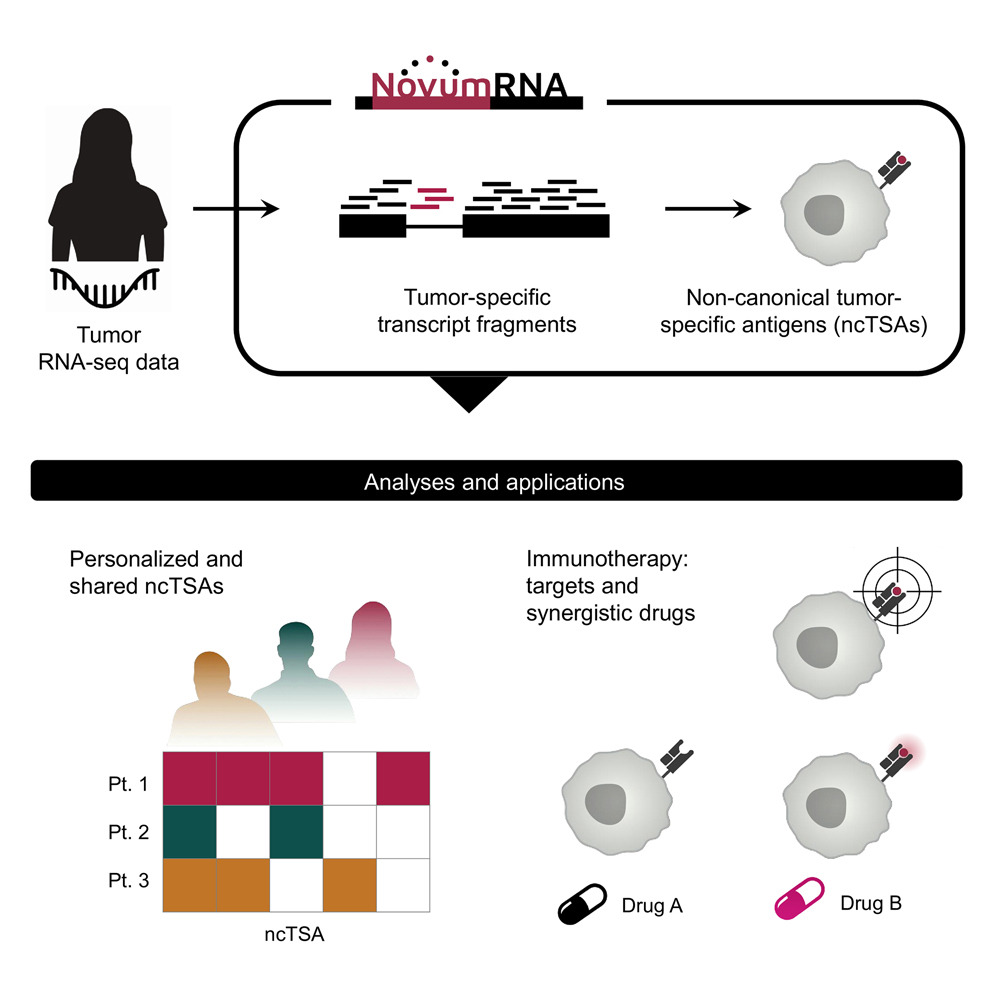 NovumRNA
Tumor
RNA-seq data
Tumor-specific
transcript fragments
Non-canonical tumor-
specific antigens (ncTSAs)
Analyses and applications
Personalized and
shared ncTSAs
Pt. 1
Pt. 2
Pt. 3
ncTSA
Immunotherapy:
targets and
synergistic drugs
Drug A
Drug B